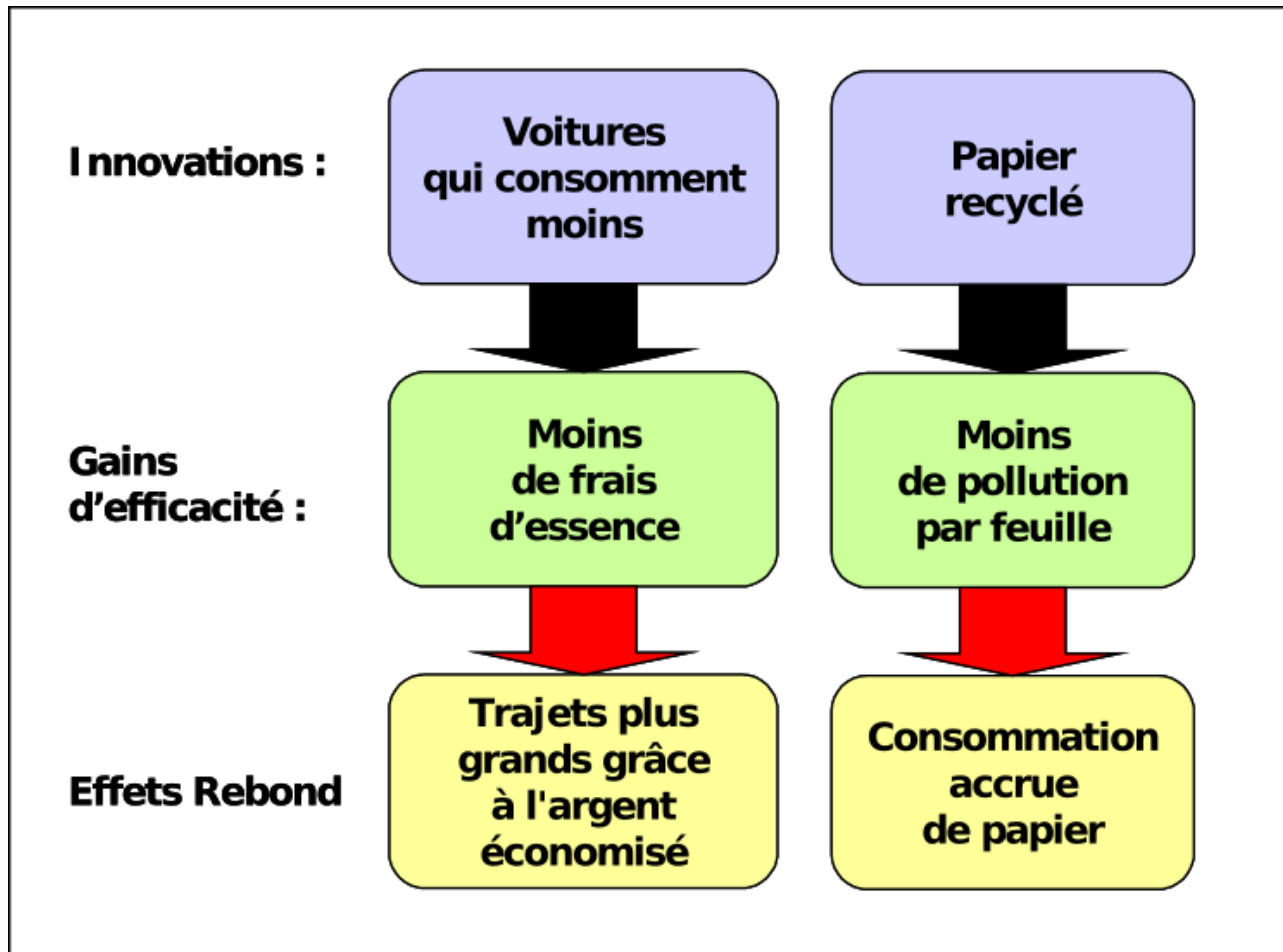 Innovations :
Voitures
qui consomment
moins
Papier
recyclé
Gains
d’efficacité :
Moins
de frais
d’essence
Moins
de pollution
par feuille
Effets Rebond
Trajets plus
grands grâce
à l'argent
économisé
Consommation
accrue
de papier